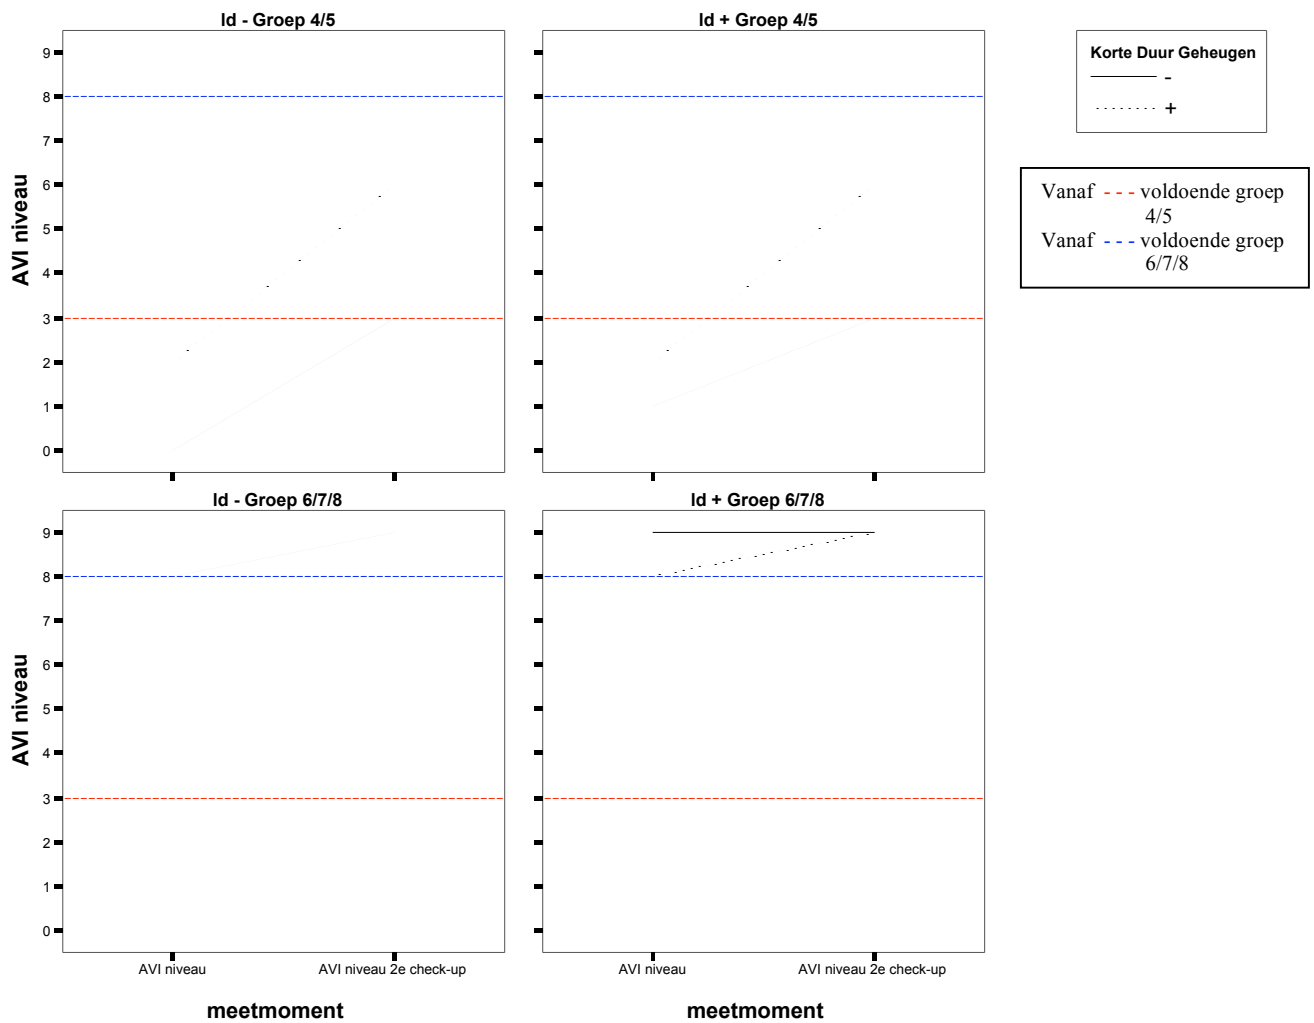 Id - Groep 4/5
Id + Groep 4/5
AVI niveau
9
8
7
6
5
4
3
2
1
0
Korte Duur Geheugen
-
+
Vanaf - - - voldoende groep
4/5
Vanaf - - - voldoende groep
6/7/8
Id - Groep 6/7/8
Id + Groep 6/7/8
AVI niveau
9
8
7
6
5
4
3
2
1
0
AVI niveau AVI niveau 2e check-up
AVI niveau AVI niveau 2e check-up
meetmoment
meetmoment